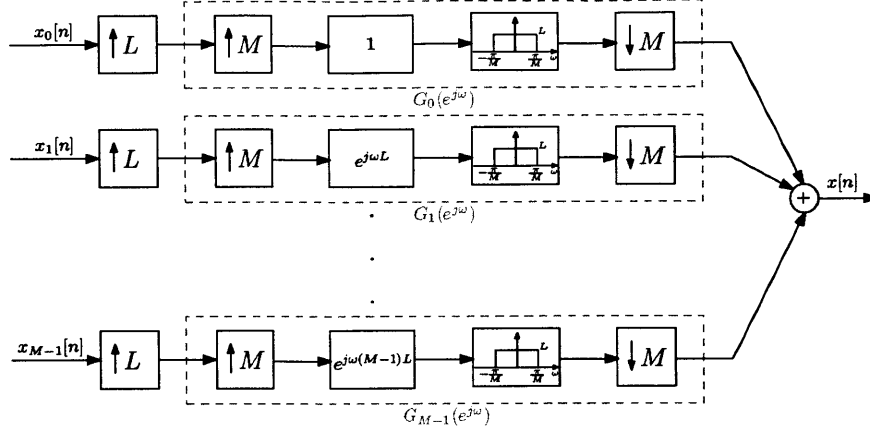 x_0[n] ↑L ↑M 1 L -π/M π/M ω ↓M
G_0(e^{jω})
x_1[n] ↑L ↑M e^{jωL} L -π/M π/M ω ↓M
G_1(e^{jω})
+ x[n]
x_{M-1}[n] ↑L ↑M e^{jω(M-1)L} L -π/M π/M ω ↓M
G_{M-1}(e^{jω})